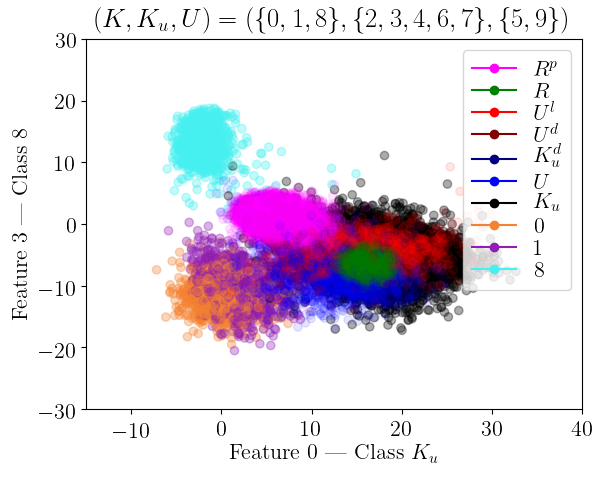 (K, K_u, U) = ({0, 1, 8}, {2, 3, 4, 6, 7}, {5, 9})
30
20
10
0
−10
−20
−30
Feature 3 — Class 8
−10
0
10
20
30
40
Feature 0 — Class K_u
R^p
R
U^l
U^d
K_u^d
U
K_u
0
1
8